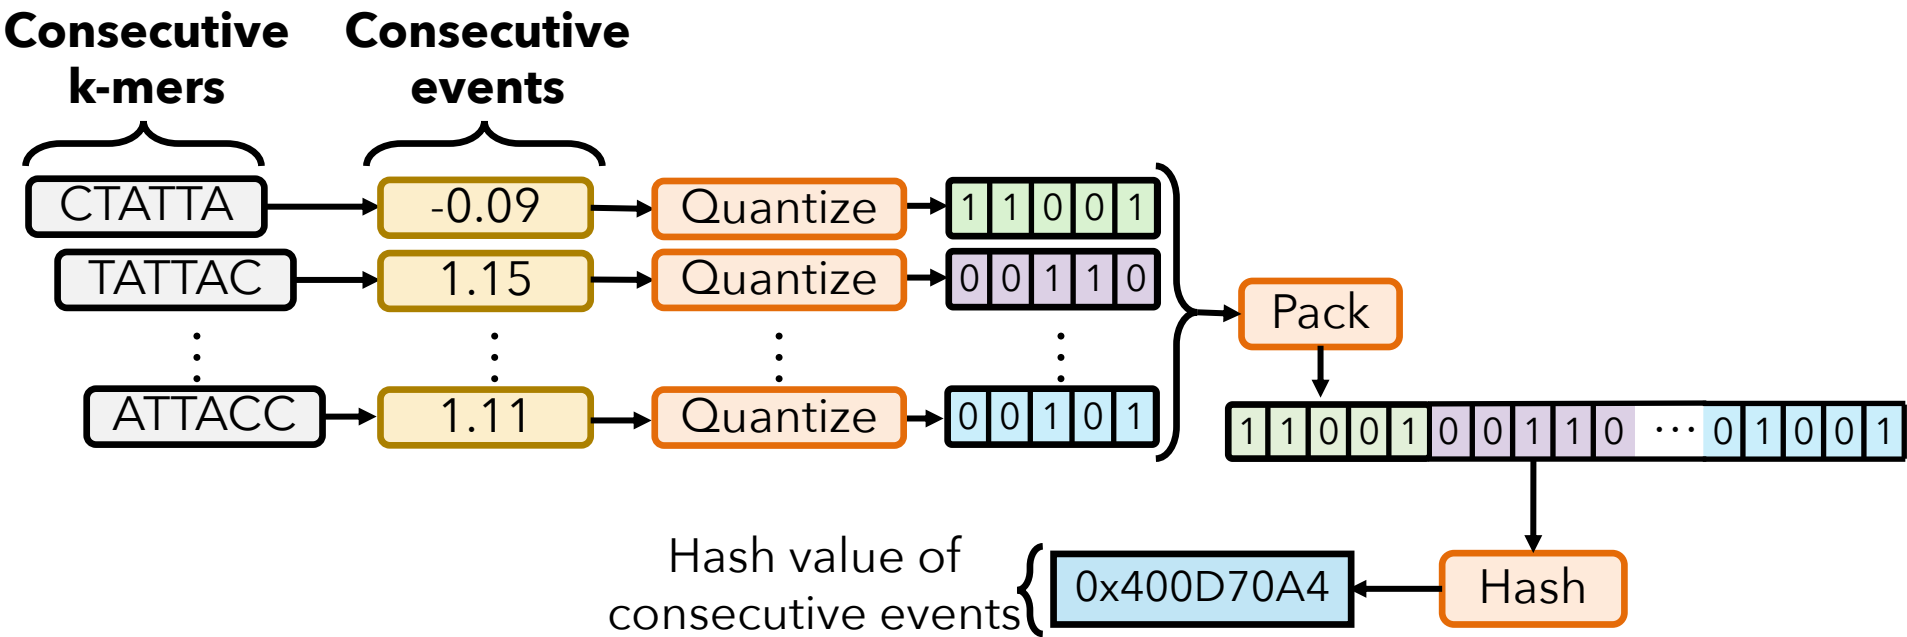 Consecutive k-mers
Consecutive events
CTATTA
-0.09
Quantize
1 1 0 0 1
TATTAC
1.15
Quantize
0 0 1 1 0
ATTACC
1.11
Quantize
0 0 1 0 1
Pack
1 1 0 0 1 0 0 1 1 0 ... 0 1 0 0 1
Hash value of
consecutive events
0x400D70A4
Hash